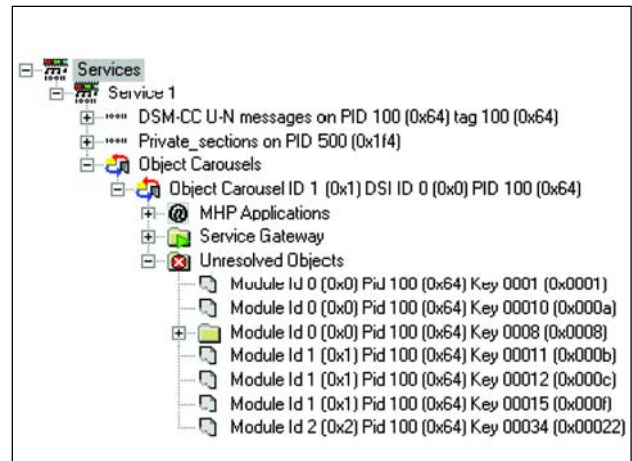 Services
Service 1
DSM-CC U-N messages on PID 100 (0x64) tag 100 (0x64)
Private_sections on PID 500 (0x1f4)
Object Carousels
Object Carousel ID 1 (0x1) DSI ID 0 (0x0) PID 100 (0x64)
MHP Applications
Service Gateway
Unresolved Objects
Module Id 0 (0x0) Pid 100 (0x64) Key 0001 (0x0001)
Module Id 0 (0x0) Pid 100 (0x64) Key 00010 (0x000a)
Module Id 0 (0x0) Pid 100 (0x64) Key 0008 (0x0008)
Module Id 1 (0x1) Pid 100 (0x64) Key 00011 (0x000b)
Module Id 1 (0x1) Pid 100 (0x64) Key 00012 (0x000c)
Module Id 1 (0x1) Pid 100 (0x64) Key 00015 (0x000f)
Module Id 2 (0x2) Pid 100 (0x64) Key 00034 (0x00022)